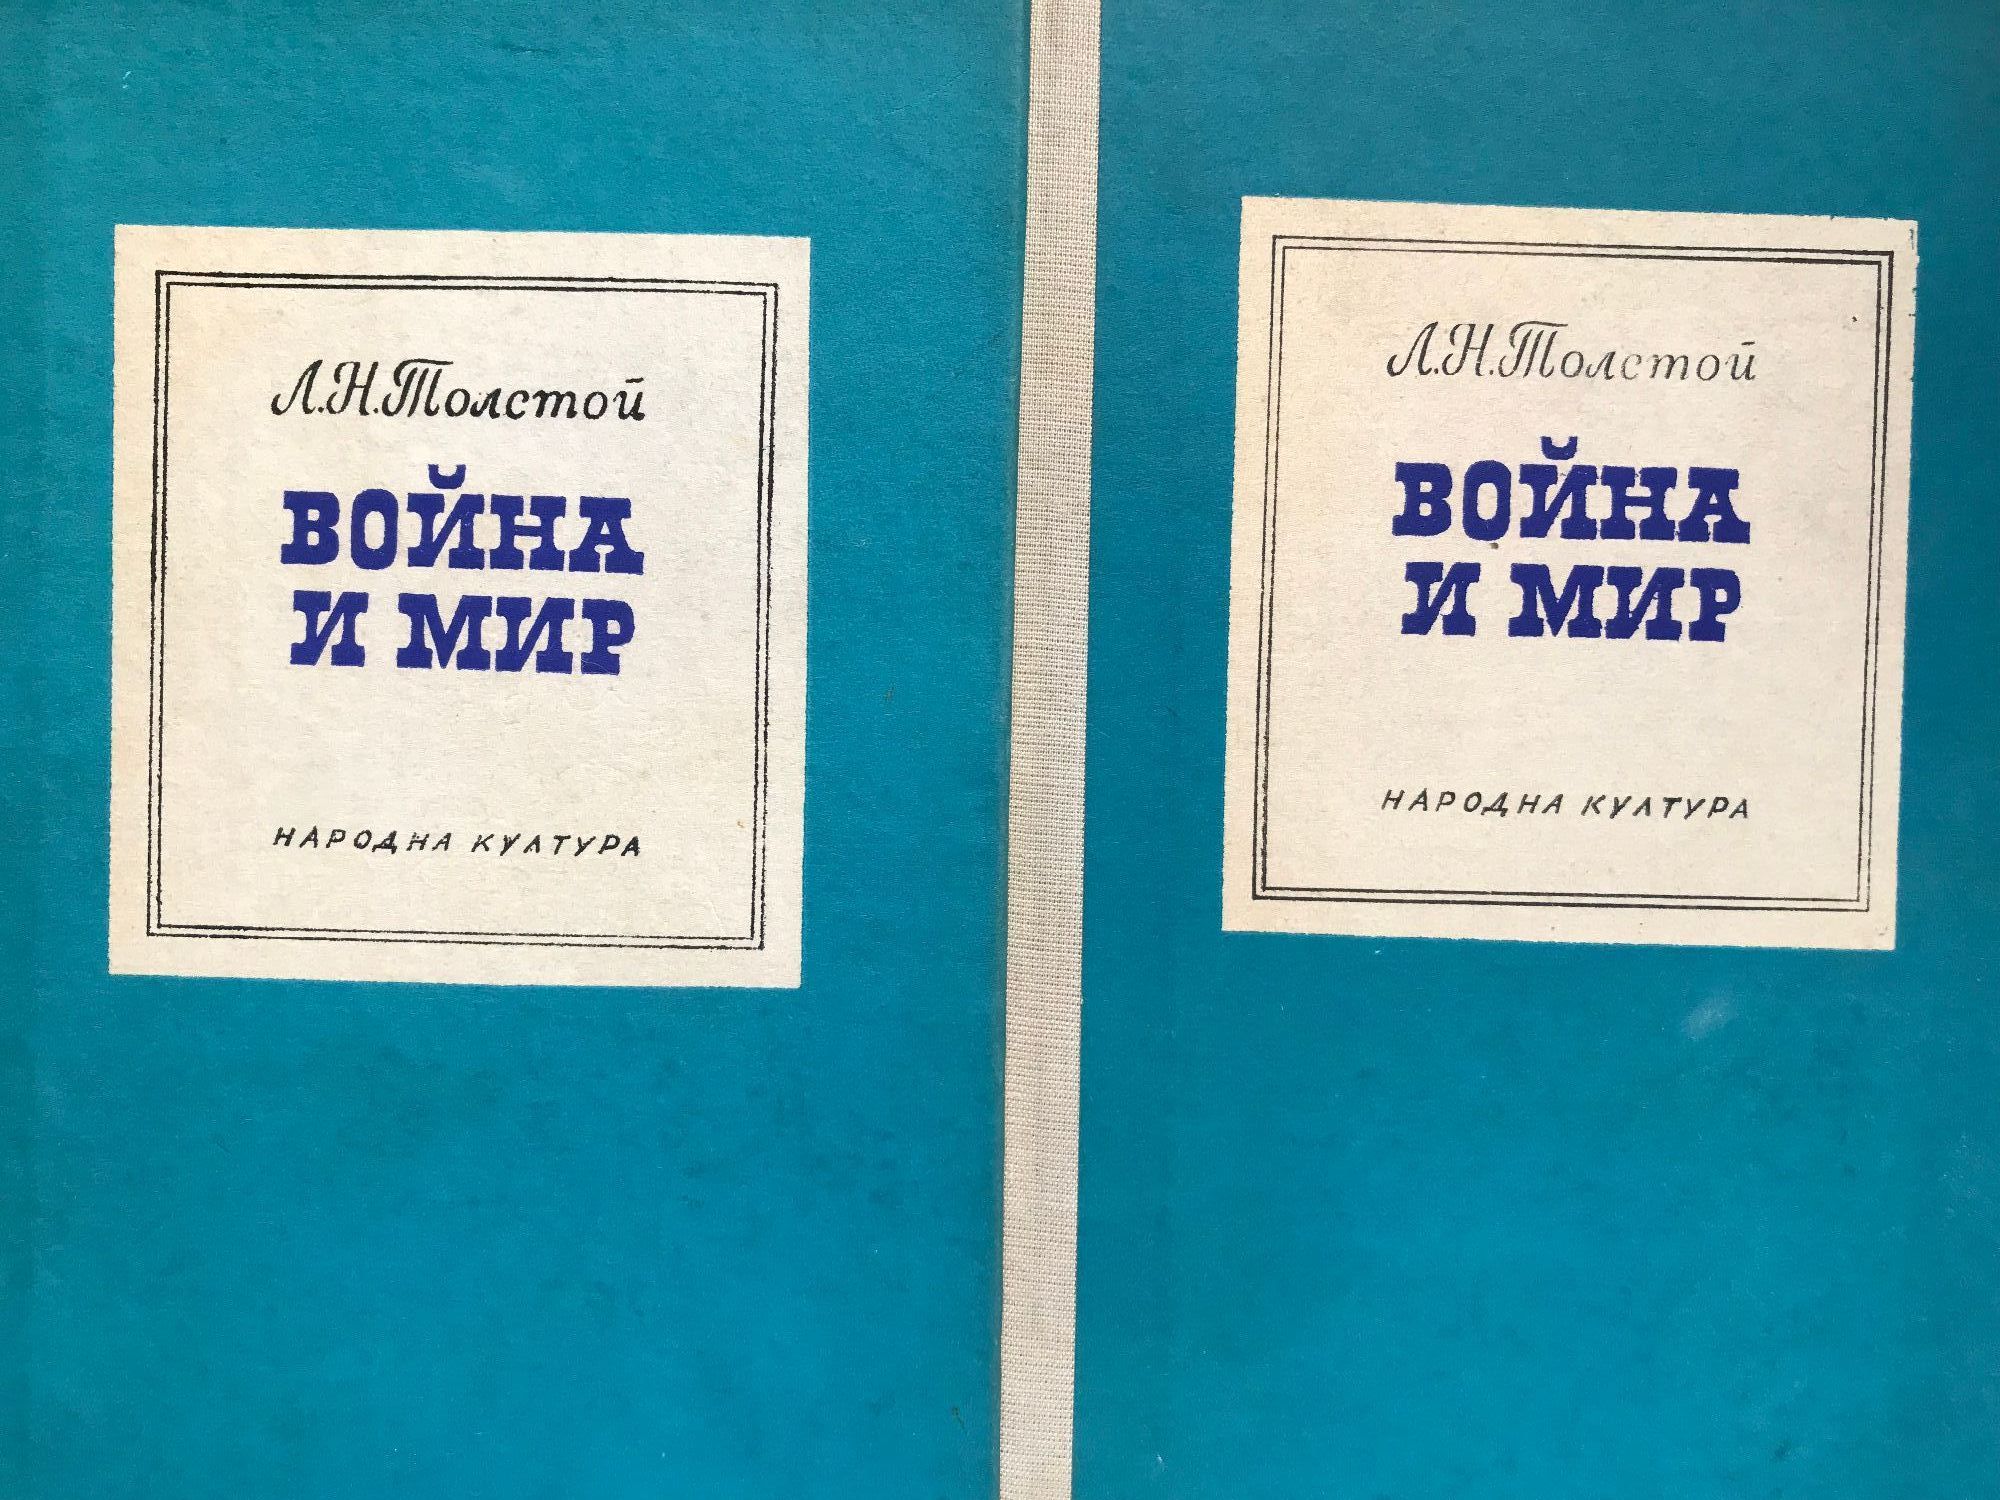 Л.Н.Толстой
ВОЙНА
И МИР
НАРОДНА КУЛТУРА
Л.Н.Толстой
ВОЙНА
И МИР
НАРОДНА КУЛТУРА